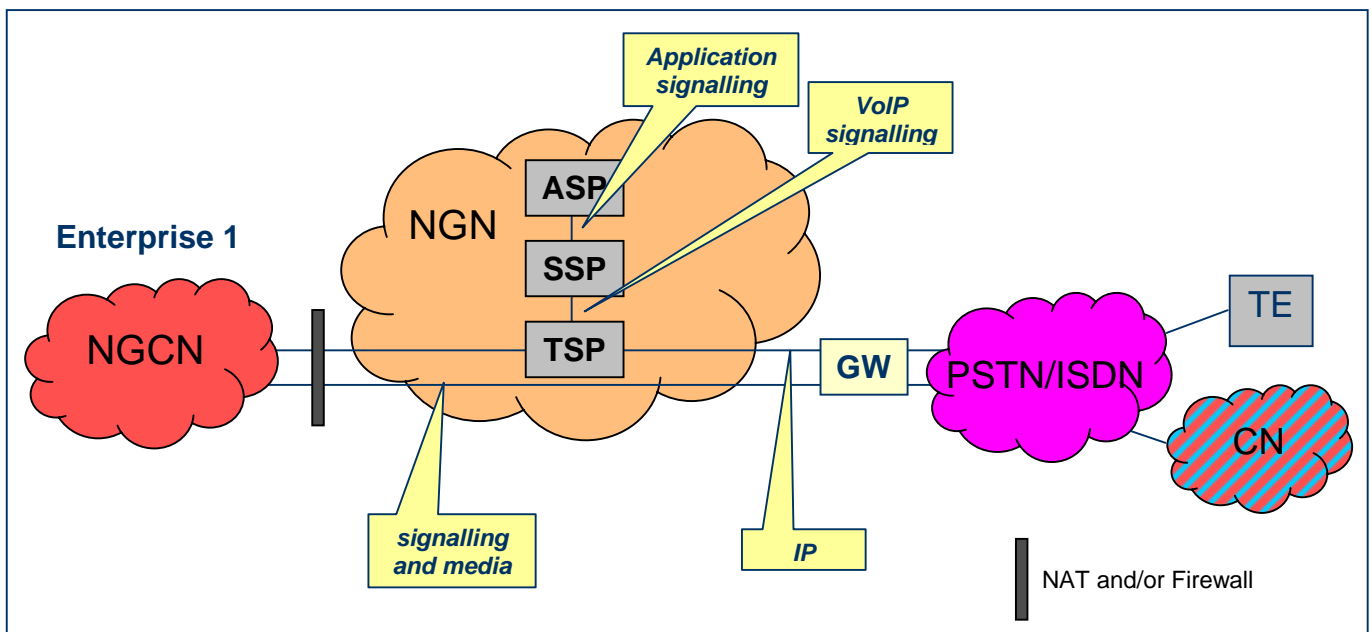 Application
signalling
VoIP
signalling
ASP
NGN
Enterprise 1
SSP
TE
NGCN
TSP
GW
PSTN/ISDN
CN
signalling
and media
IP
NAT and/or Firewall